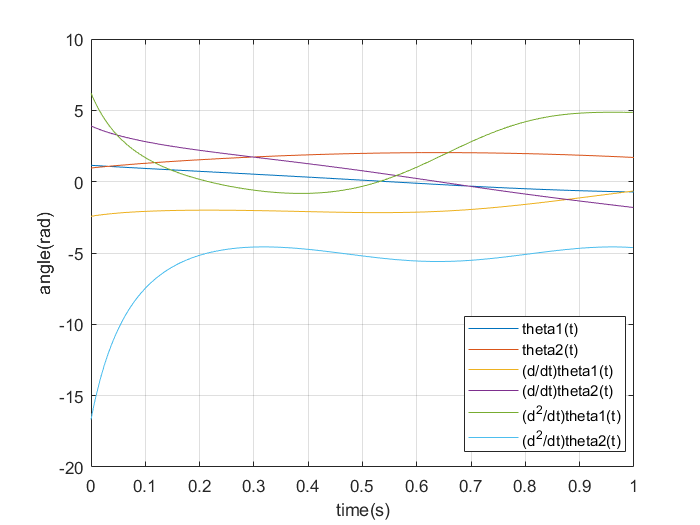 10
5
0
-5
-10
-15
-20
angle(rad)
0 0.1 0.2 0.3 0.4 0.5 0.6 0.7 0.8 0.9 1
time(s)
theta1(t)
theta2(t)
(d/dt)theta1(t)
(d/dt)theta2(t)
(d²/dt)theta1(t)
(d²/dt)theta2(t)